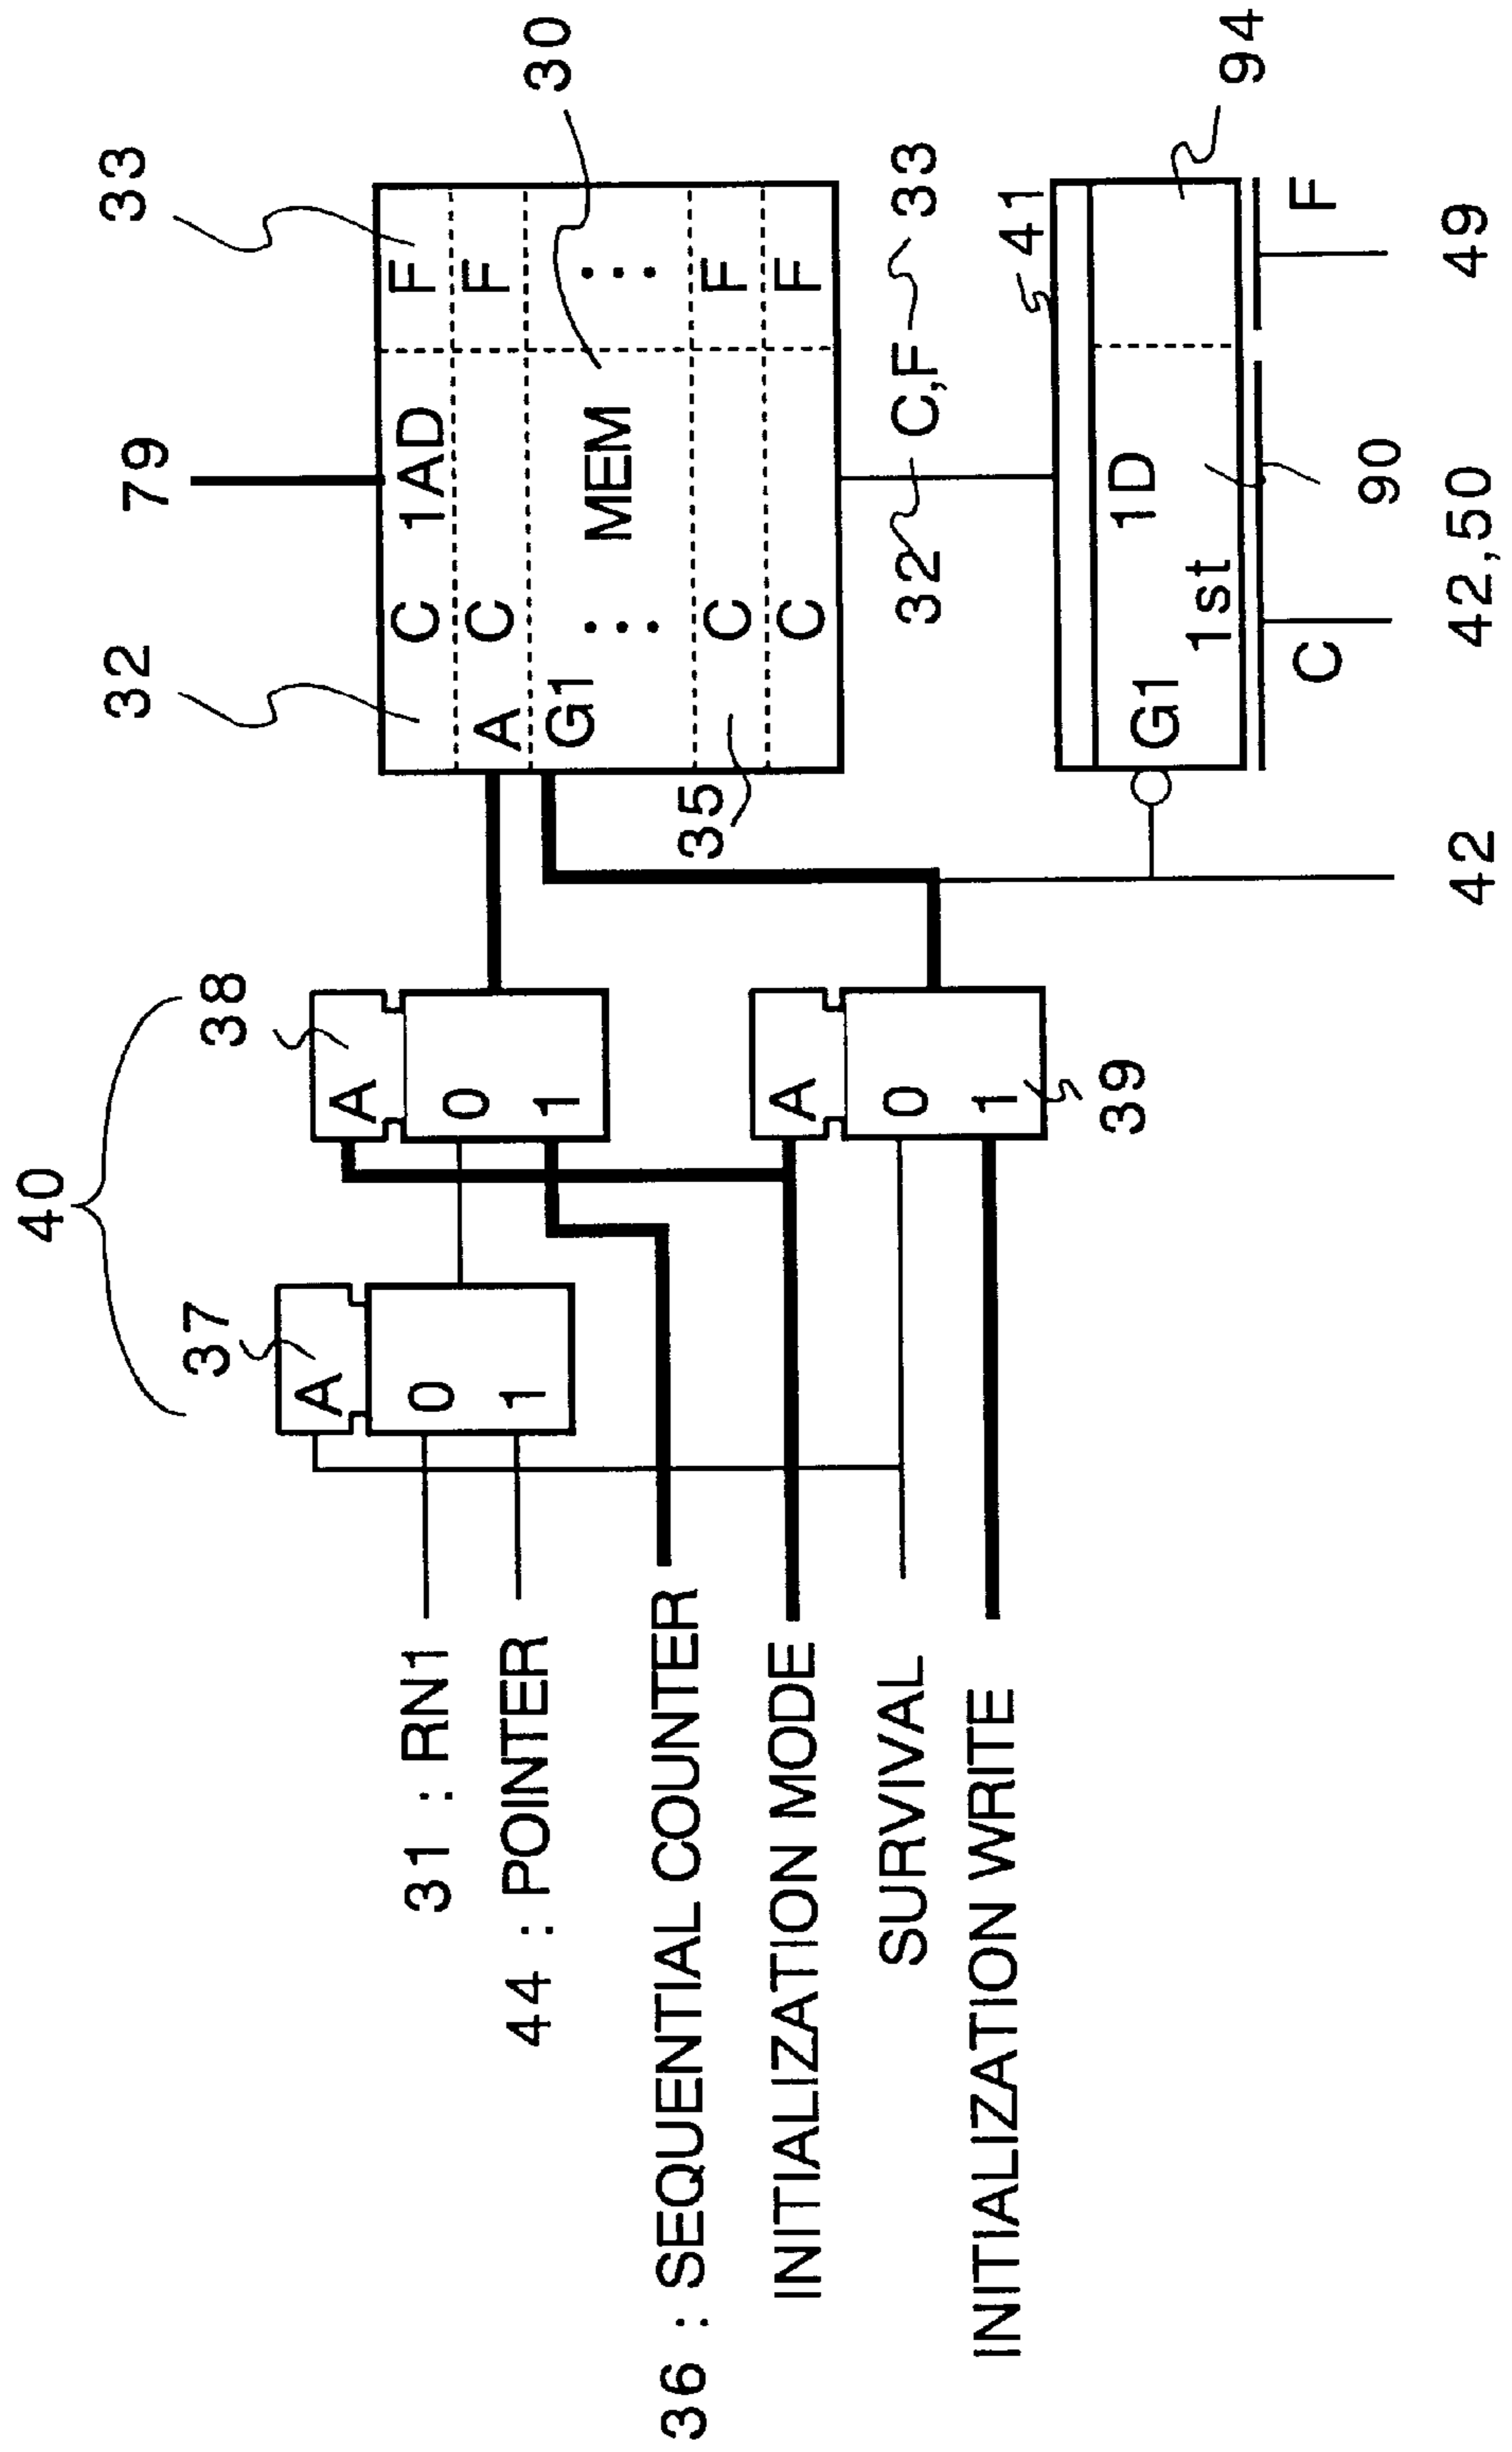 40
37
38
A
0
1
A
0
1
A
0
1
39
31 : RN1
44 : POINTER
36 : SEQUENTIAL COUNTER
INITIALIZATION MODE
SURVIVAL
INITIALIZATION WRITE
32
79
33
30
C 1AD F
A C F
G1 MEM
C F
C F
35
32 C,F 33
41
G1 1D
1st
94
90
C
F
42
42,50
49